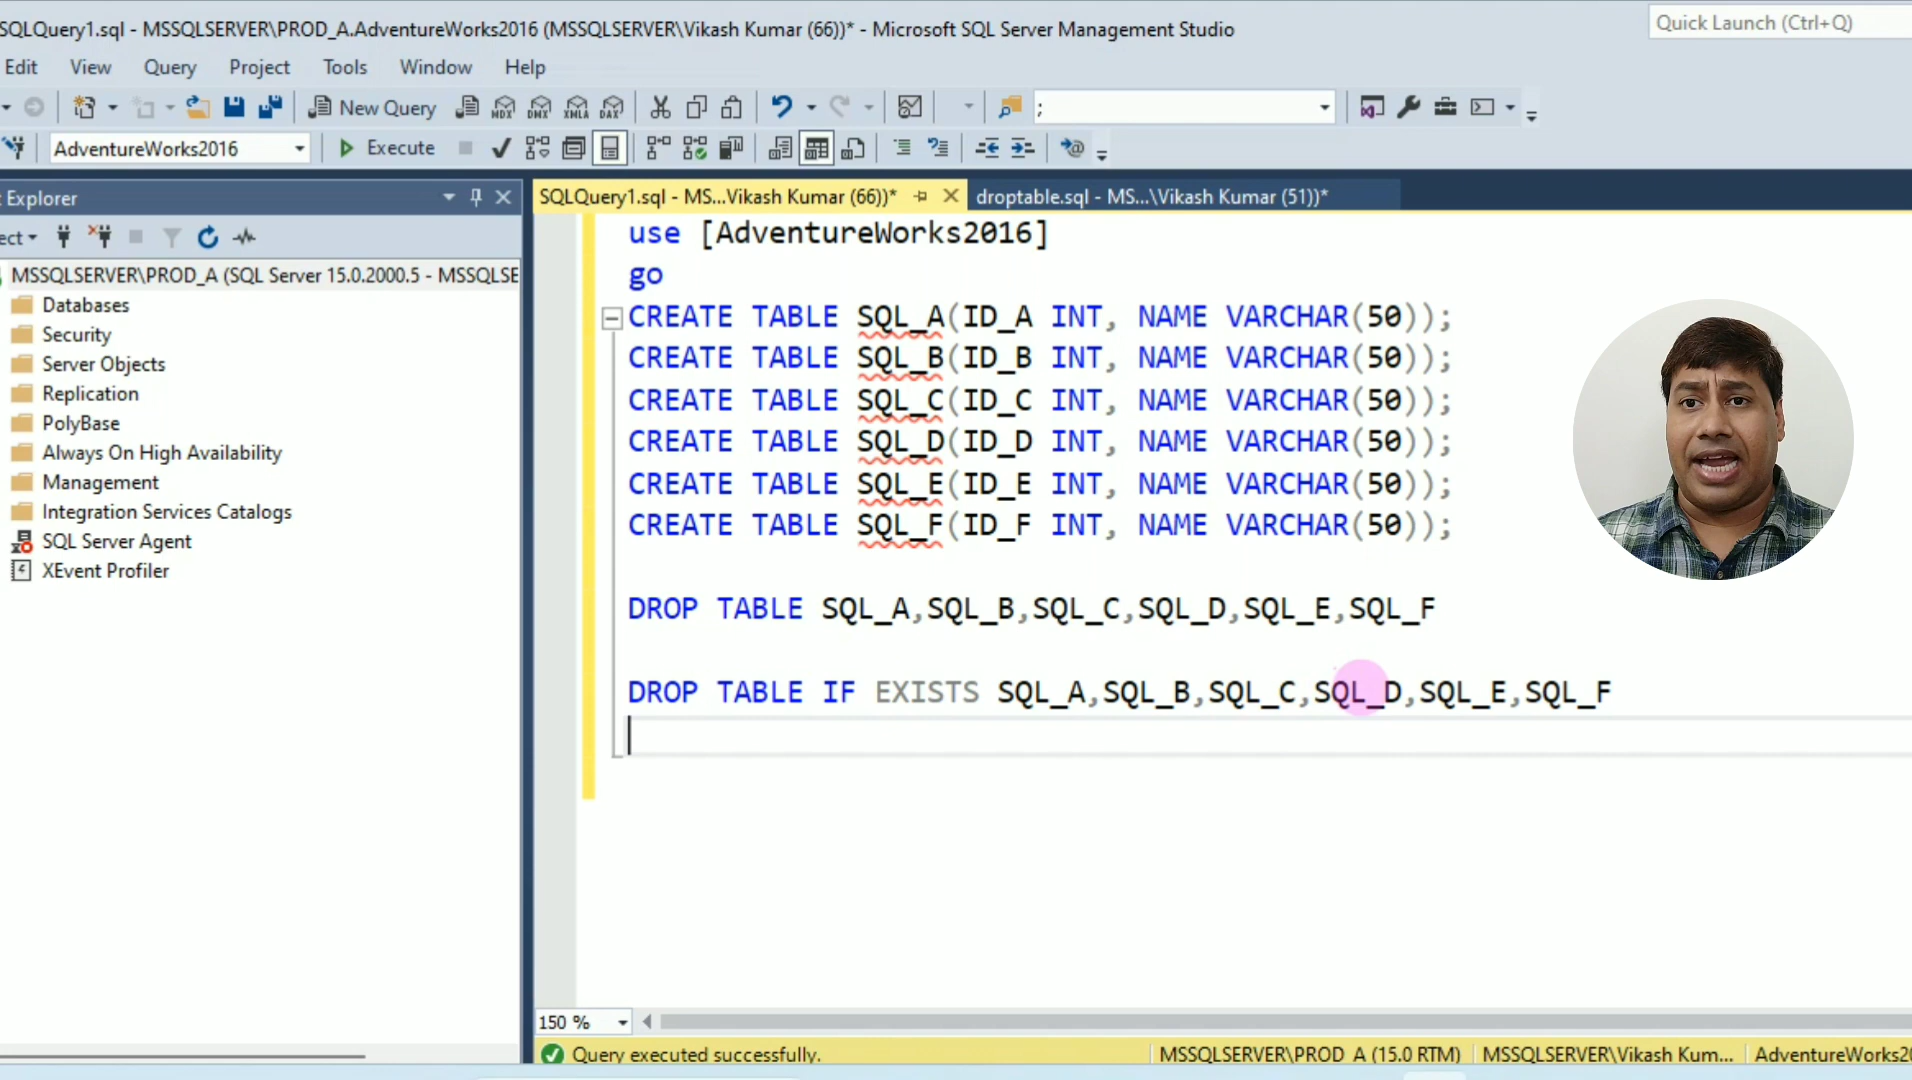 SQLQuery1.sql - MSSQLSERVER\PROD_A.AdventureWorks2016 (MSSQLSERVER\Vikash Kumar (66))* - Microsoft SQL Server Management Studio
Quick Launch (Ctrl+Q)
Edit View Query Project Tools Window Help
New Query MDX DMX XMLA DAX ;
AdventureWorks2016 Execute
t Explorer
SQLQuery1.sql - MS...Vikash Kumar (66))* droptable.sql - MS...\Vikash Kumar (51))*
ect
MSSQLSERVER\PROD_A (SQL Server 15.0.2000.5 - MSSQLSE
Databases
Security
Server Objects
Replication
PolyBase
Always On High Availability
Management
Integration Services Catalogs
SQL Server Agent
XEvent Profiler
use [AdventureWorks2016]
go
CREATE TABLE SQL_A(ID_A INT, NAME VARCHAR(50));
CREATE TABLE SQL_B(ID_B INT, NAME VARCHAR(50));
CREATE TABLE SQL_C(ID_C INT, NAME VARCHAR(50));
CREATE TABLE SQL_D(ID_D INT, NAME VARCHAR(50));
CREATE TABLE SQL_E(ID_E INT, NAME VARCHAR(50));
CREATE TABLE SQL_F(ID_F INT, NAME VARCHAR(50));
DROP TABLE SQL_A,SQL_B,SQL_C,SQL_D,SQL_E,SQL_F
DROP TABLE IF EXISTS SQL_A,SQL_B,SQL_C,SQL_D,SQL_E,SQL_F
150 %
Query executed successfully. MSSQLSERVER\PROD_A (15.0 RTM) MSSQLSERVER\Vikash Kum... AdventureWorks20